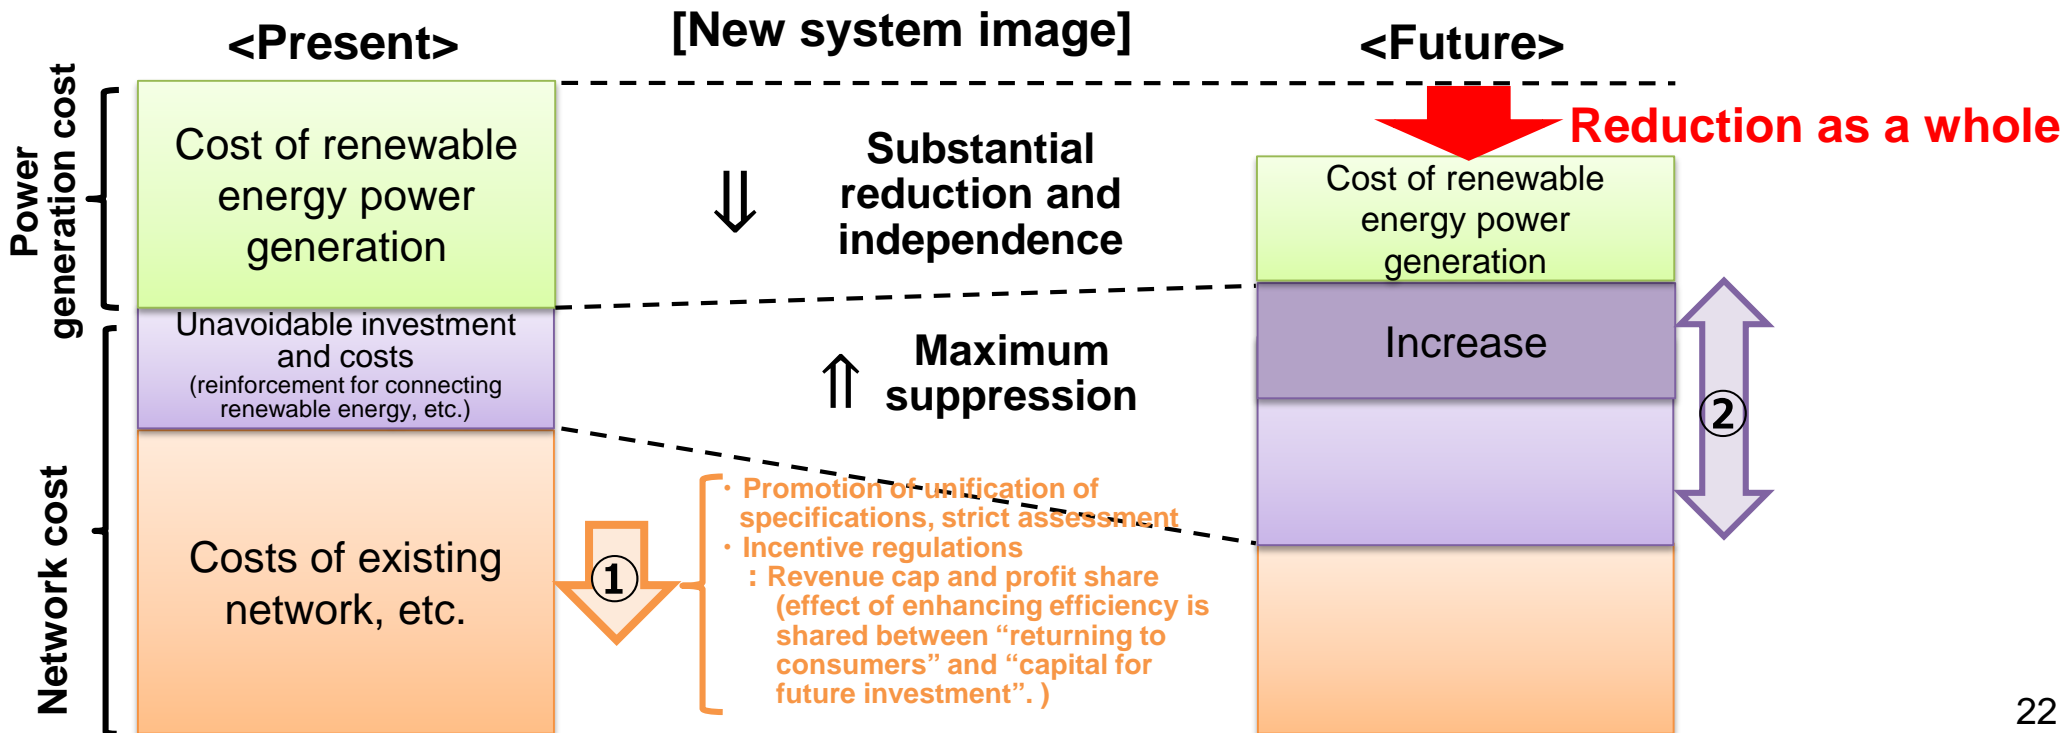 [New system image]
<Present>
<Future>
Power
generation cost
Network cost
Cost of renewable
energy power
generation
Unavoidable investment
and costs
(reinforcement for connecting
renewable energy, etc.)
Costs of existing
network, etc.
⇓
Substantial
reduction and
independence
⇑
Maximum
suppression
①
・Promotion of unification of
specifications, strict assessment
・Incentive regulations
：Revenue cap and profit share
(effect of enhancing efficiency is
shared between “returning to
consumers” and “capital for
future investment”. )
Reduction as a whole
Cost of renewable
energy power
generation
Increase
②
22